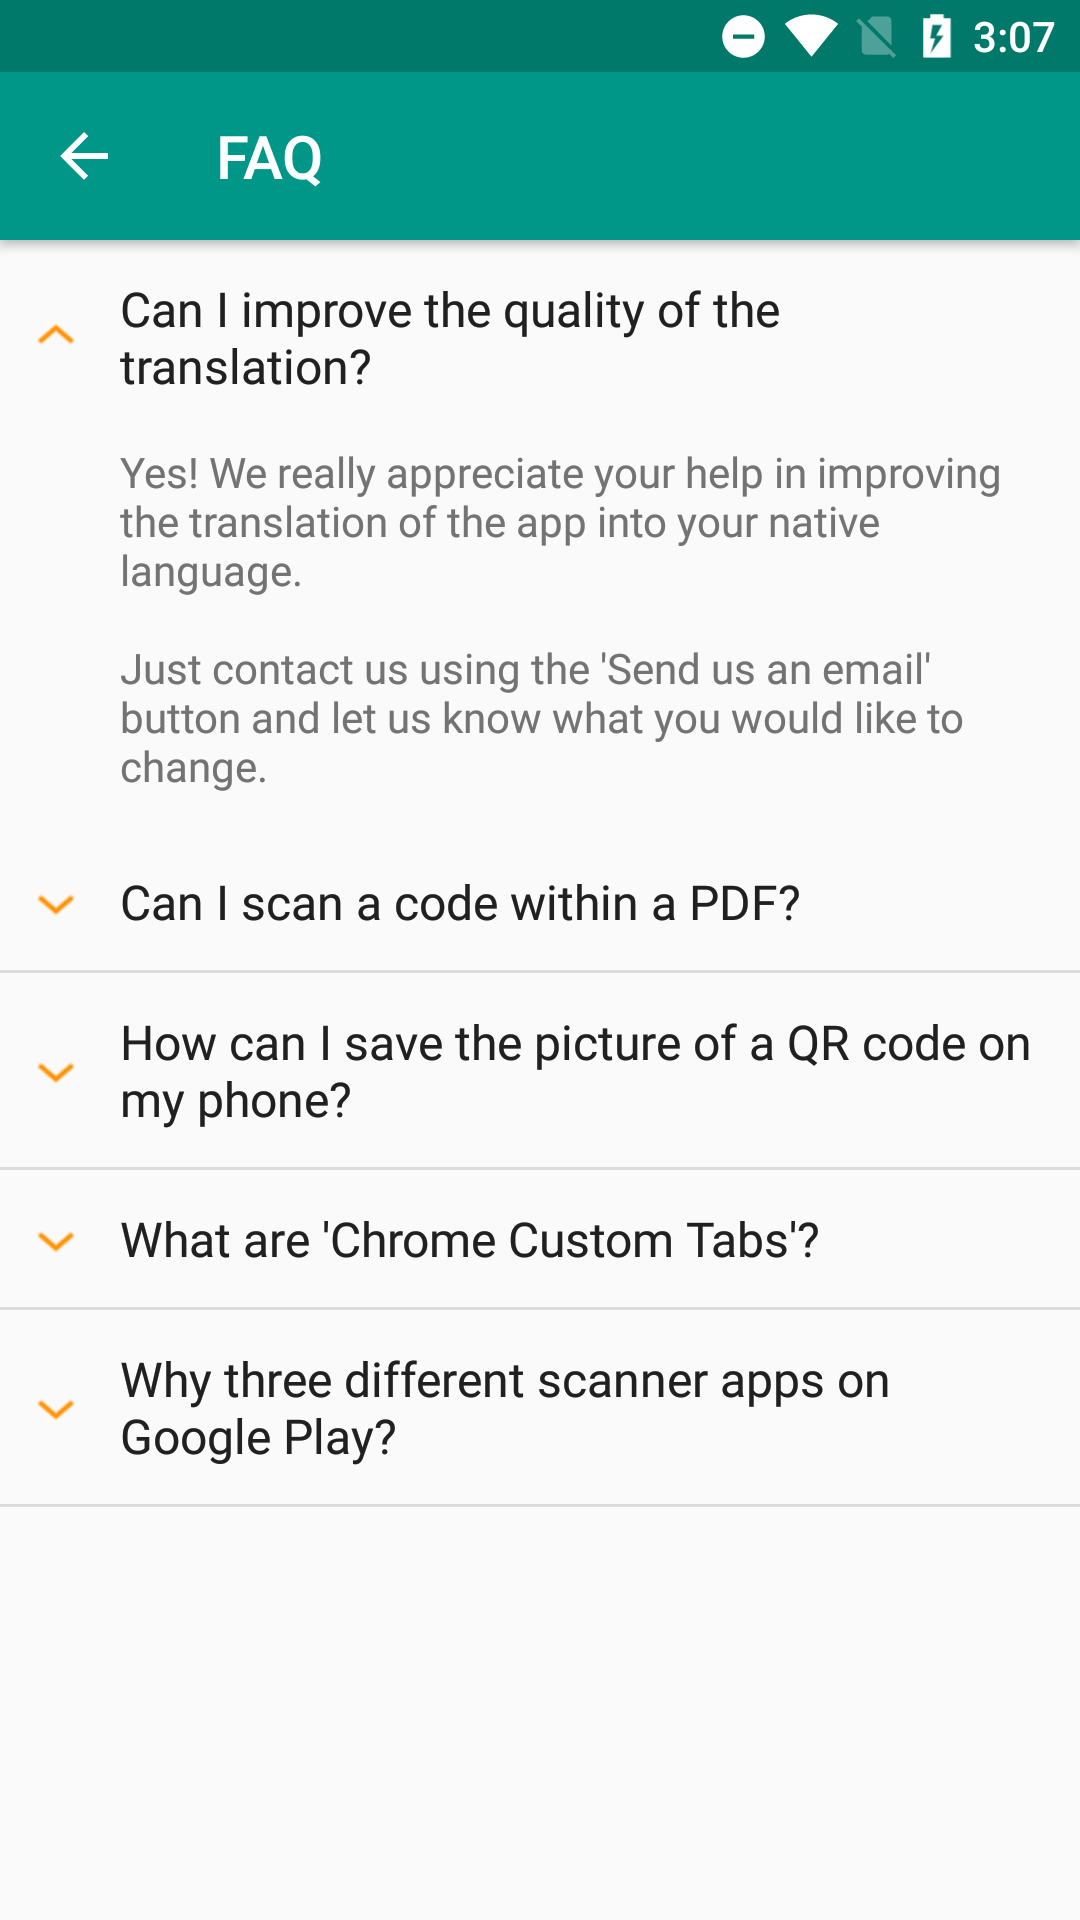 3:07
FAQ
Can I improve the quality of the
translation?
Yes! We really appreciate your help in improving
the translation of the app into your native
language.
Just contact us using the 'Send us an email'
button and let us know what you would like to
change.
Can I scan a code within a PDF?
How can I save the picture of a QR code on
my phone?
What are 'Chrome Custom Tabs'?
Why three different scanner apps on
Google Play?